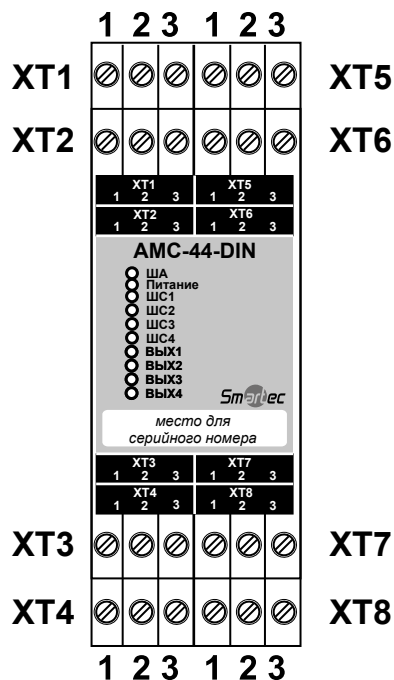 1 2 3 1 2 3
XT1 XT5
XT2 XT6
XT1 XT5
1 2 3 1 2 3
XT2 XT6
1 2 3 1 2 3
АМС-44-DIN
ША
Питание
ШС1
ШС2
ШС3
ШС4
ВЫХ1
ВЫХ2
ВЫХ3
ВЫХ4
Smartec
место для
серийного номера
XT3 XT7
1 2 3 1 2 3
XT4 XT8
1 2 3 1 2 3
XT3 XT7
XT4 XT8
1 2 3 1 2 3